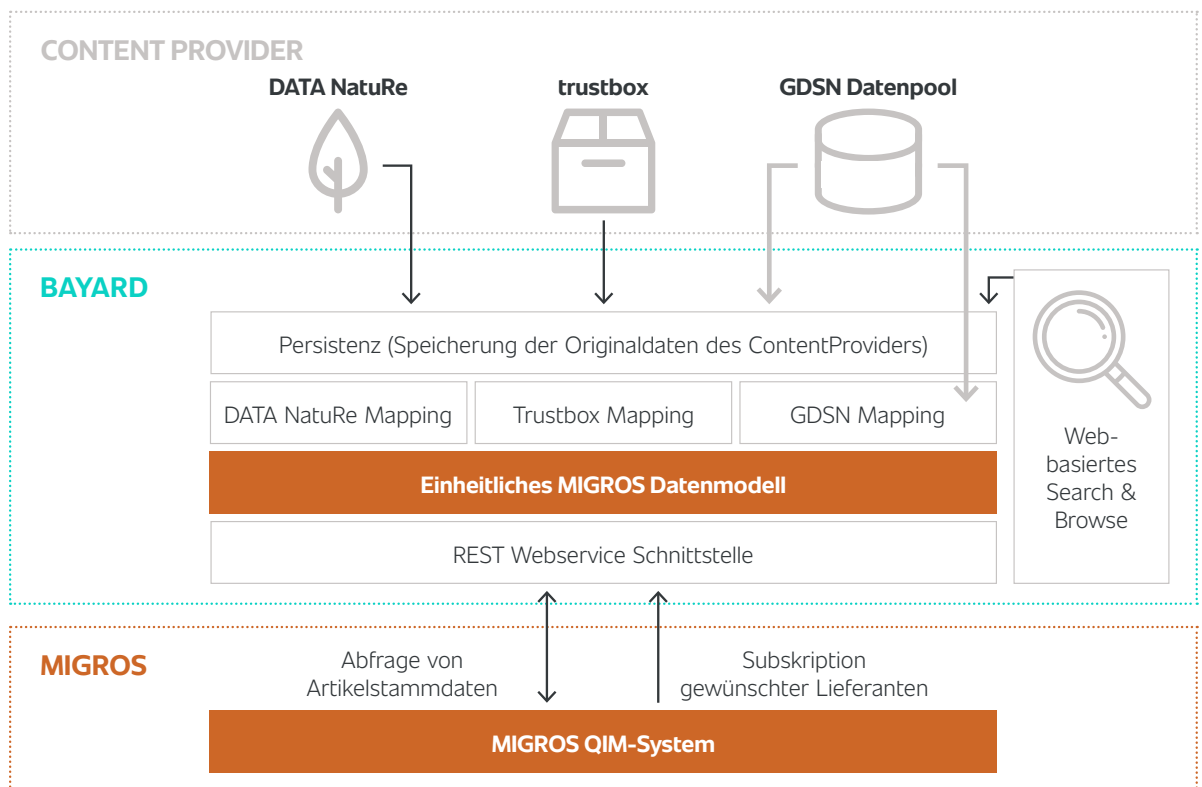 CONTENT PROVIDER
DATA NatuRe
trustbox
GDSN Datenpool
BAYARD
Persistenz (Speicherung der Originaldaten des ContentProviders)
DATA NatuRe Mapping
Trustbox Mapping
GDSN Mapping
Einheitliches MIGROS Datenmodell
REST Webservice Schnittstelle
Web-
basiertes
Search &
Browse
MIGROS
Abfrage von
Artikelstammdaten
Subskription
gewünschter Lieferanten
MIGROS QIM-System